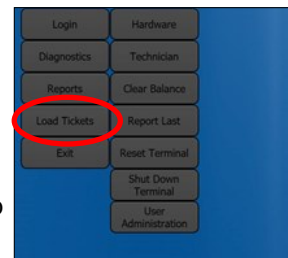 Login
Hardware
Diagnostics
Technician
Reports
Clear Balance
Load Tickets
Report Last
Exit
Reset Terminal
Shut Down
Terminal
User
Administration